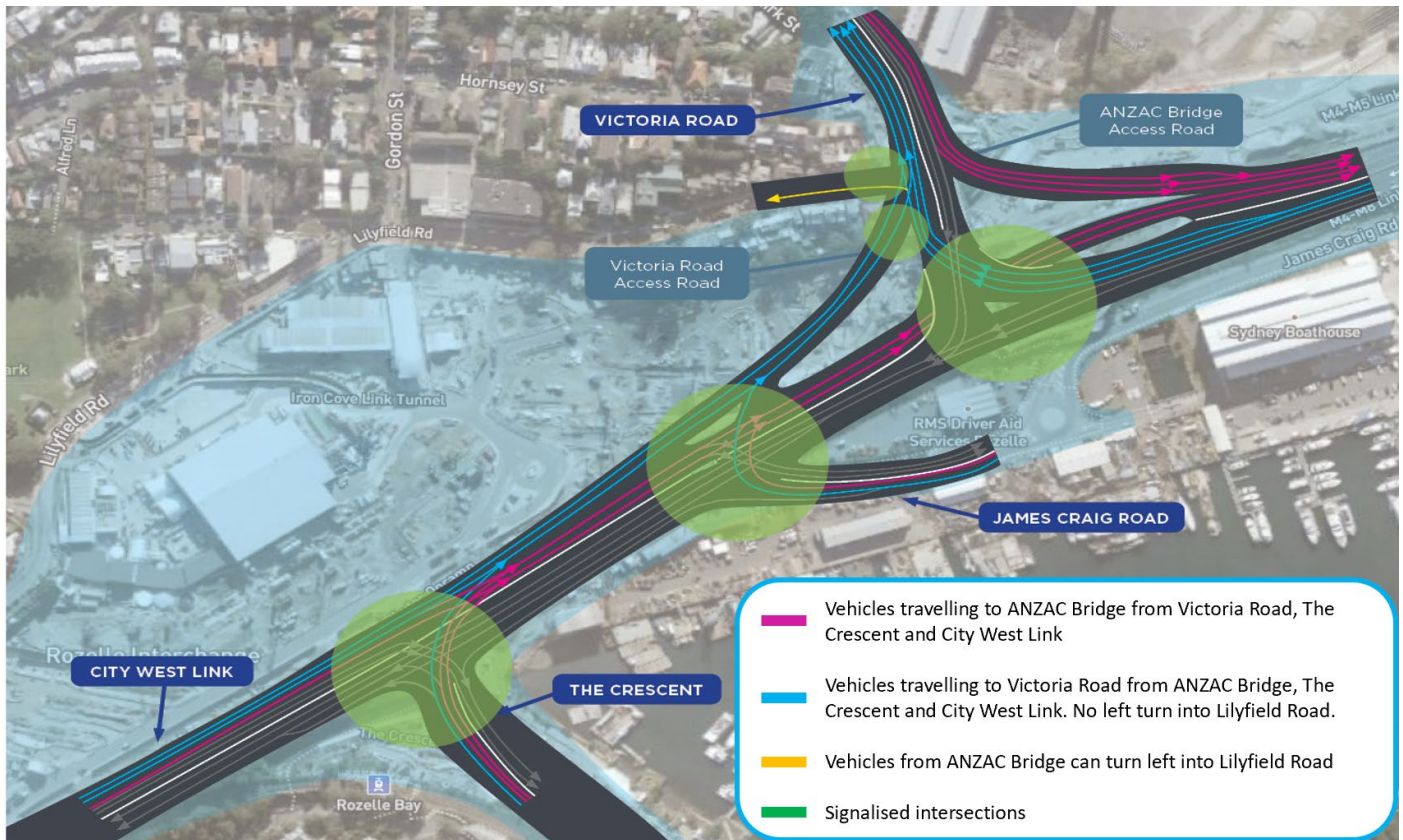 Hornsey St
Gordon St
Alfred Ln
VICTORIA ROAD
ANZAC Bridge
Access Road
M4-M5 Link
Lilyfield Rd
Victoria Road
Access Road
James Craig Rd
Sydney Boathouse
Iron Cove Link Tunnel
Lilyfield Rd
RMS Driver Aid
Services Rozelle
JAMES CRAIG ROAD
Rozelle Interchange
CITY WEST LINK
THE CRESCENT
Rozelle Bay
Vehicles travelling to ANZAC Bridge from Victoria Road, The
Crescent and City West Link
Vehicles travelling to Victoria Road from ANZAC Bridge, The
Crescent and City West Link. No left turn into Lilyfield Road.
Vehicles from ANZAC Bridge can turn left into Lilyfield Road
Signalised intersections